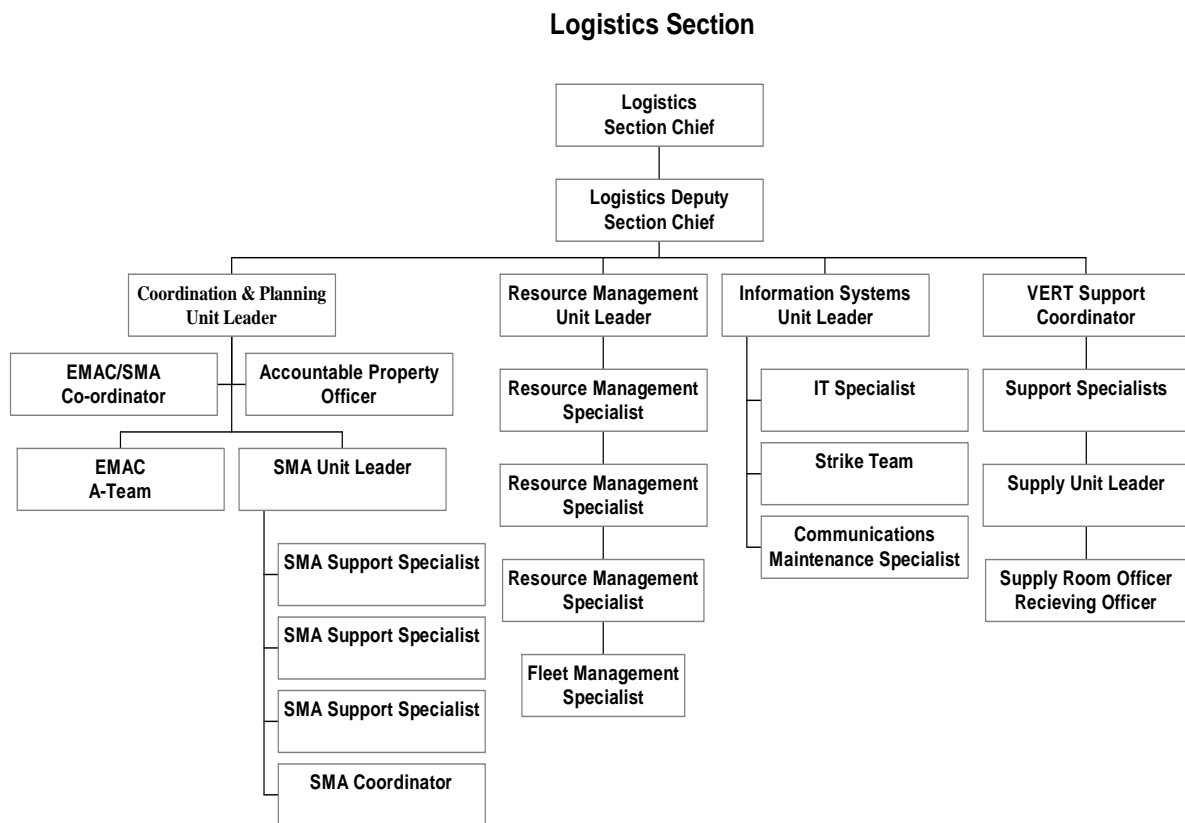 Logistics Section
Logistics
Section Chief
Logistics Deputy
Section Chief
Coordination & Planning
Unit Leader
Resource Management
Unit Leader
Information Systems
Unit Leader
VERT Support
Coordinator
EMAC/SMA
Co-ordinator
Accountable Property
Officer
Resource Management
Specialist
IT Specialist
Support Specialists
EMAC
A-Team
SMA Unit Leader
Resource Management
Specialist
Strike Team
Supply Unit Leader
SMA Support Specialist
Resource Management
Specialist
Communications
Maintenance Specialist
Supply Room Officer
Recieving Officer
SMA Support Specialist
Fleet Management
Specialist
SMA Support Specialist
SMA Coordinator